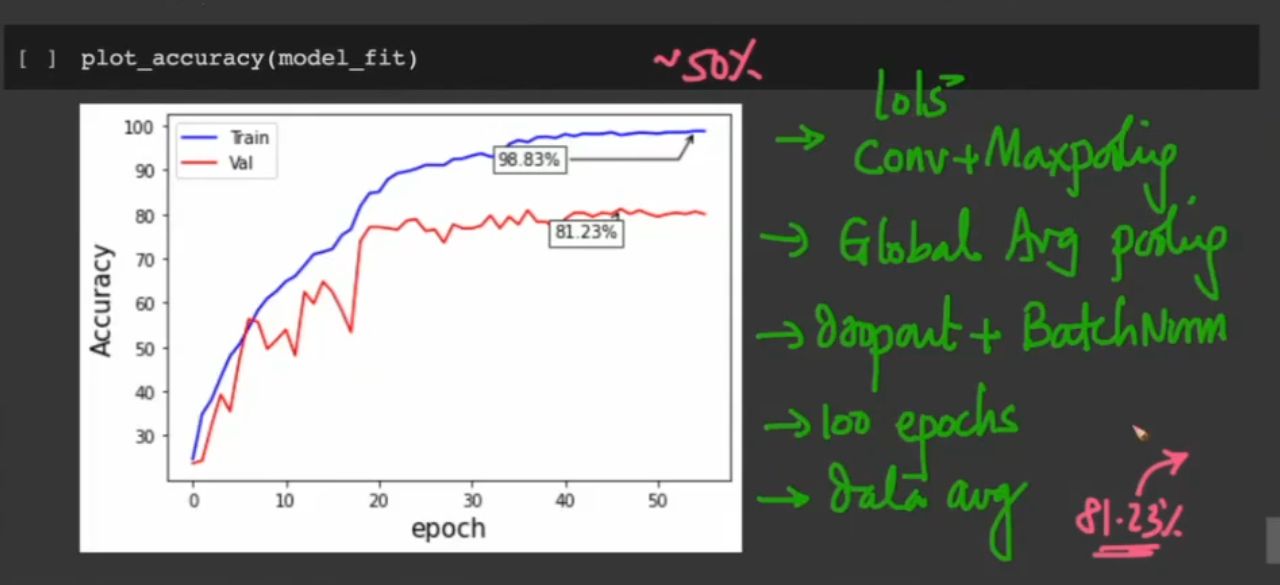 [ ] plot_accuracy(model_fit)
~50%
100
90
80
70
60
50
40
30
Accuracy
Train
Val
98.83%
81.23%
0 10 20 30 40 50
epoch
→ lots
Conv + Maxpooling
→ Global Avg pooling
→ Dropout + BatchNorm
→ 100 epochs
→ Data avg
81.23%